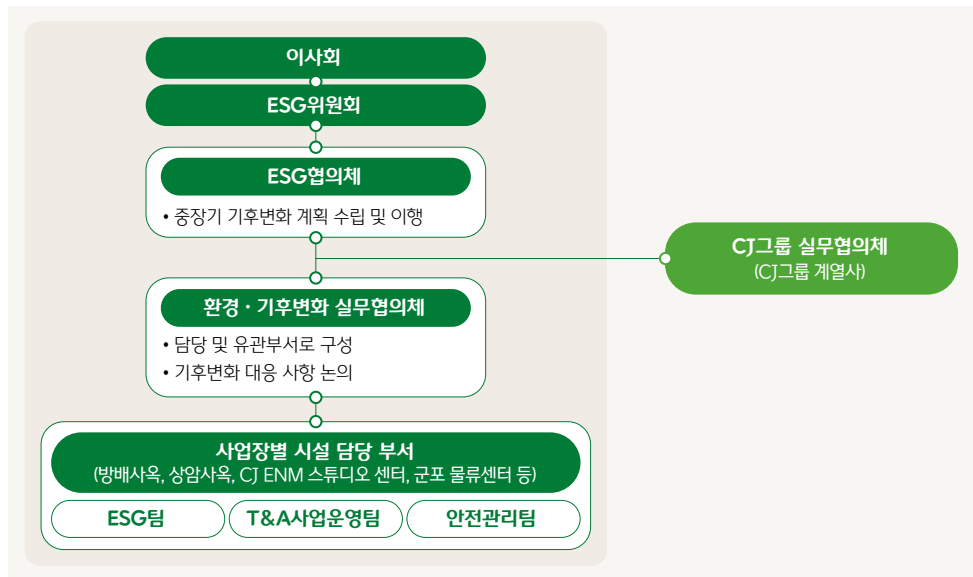 이사회
ESG위원회
ESG협의체
• 중장기 기후변화 계획 수립 및 이행
CJ그룹 실무협의체
(CJ그룹 계열사)
환경·기후변화 실무협의체
• 담당 및 유관부서로 구성
• 기후변화 대응 사항 논의
사업장별 시설 담당 부서
(방배사옥, 상암사옥, CJ ENM 스튜디오 센터, 군포 물류센터 등)
ESG팀
T&A사업운영팀
안전관리팀